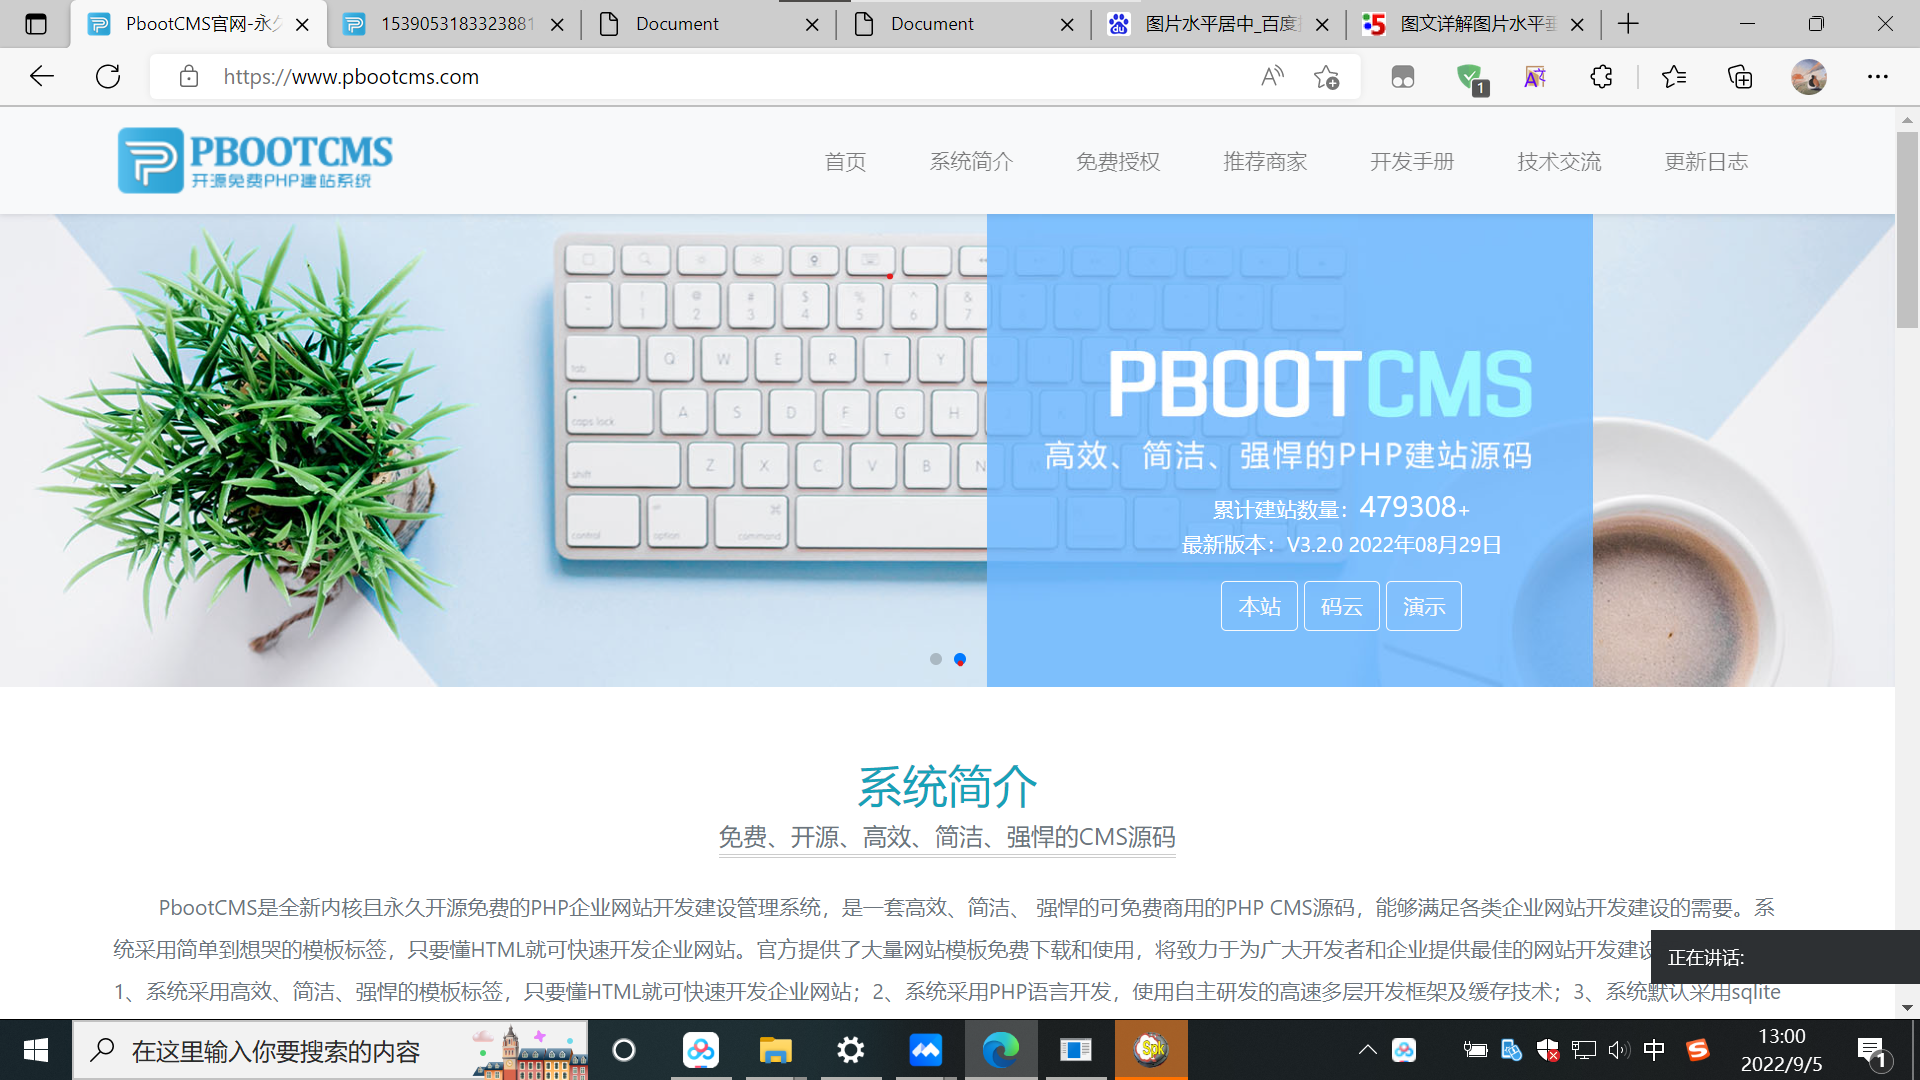 PbootCMS官网-永久
1539053183323881
Document
Document
图片水平居中_百度
图文详解图片水平垂
https://www.pbootcms.com
1
PBOOTCMS
开源免费PHP建站系统
首页 系统简介 免费授权 推荐商家 开发手册 技术交流 更新日志
PBOOTCMS
高效、简洁、强悍的PHP建站源码
累计建站数量：479308+
最新版本：V3.2.0 2022年08月29日
本站 码云 演示
! @ # $ % ^ &
1 2 3 4 5 6 7
tab Q W E R T Y
caps lock A S D F G H
shift Z X C V B N
control option command
系统简介
免费、开源、高效、简洁、强悍的CMS源码
PbootCMS是全新内核且永久开源免费的PHP企业网站开发建设管理系统，是一套高效、简洁、 强悍的可免费商用的PHP CMS源码，能够满足各类企业网站开发建设的需要。系
统采用简单到想哭的模板标签，只要懂HTML就可快速开发企业网站。官方提供了大量网站模板免费下载和使用，将致力于为广大开发者和企业提供最佳的网站开发建设
1、系统采用高效、简洁、强悍的模板标签，只要懂HTML就可快速开发企业网站；2、系统采用PHP语言开发，使用自主研发的高速多层开发框架及缓存技术；3、系统默认采用sqlite
正在讲话:
在这里输入你要搜索的内容
Spk
中
13:00
2022/9/5
1